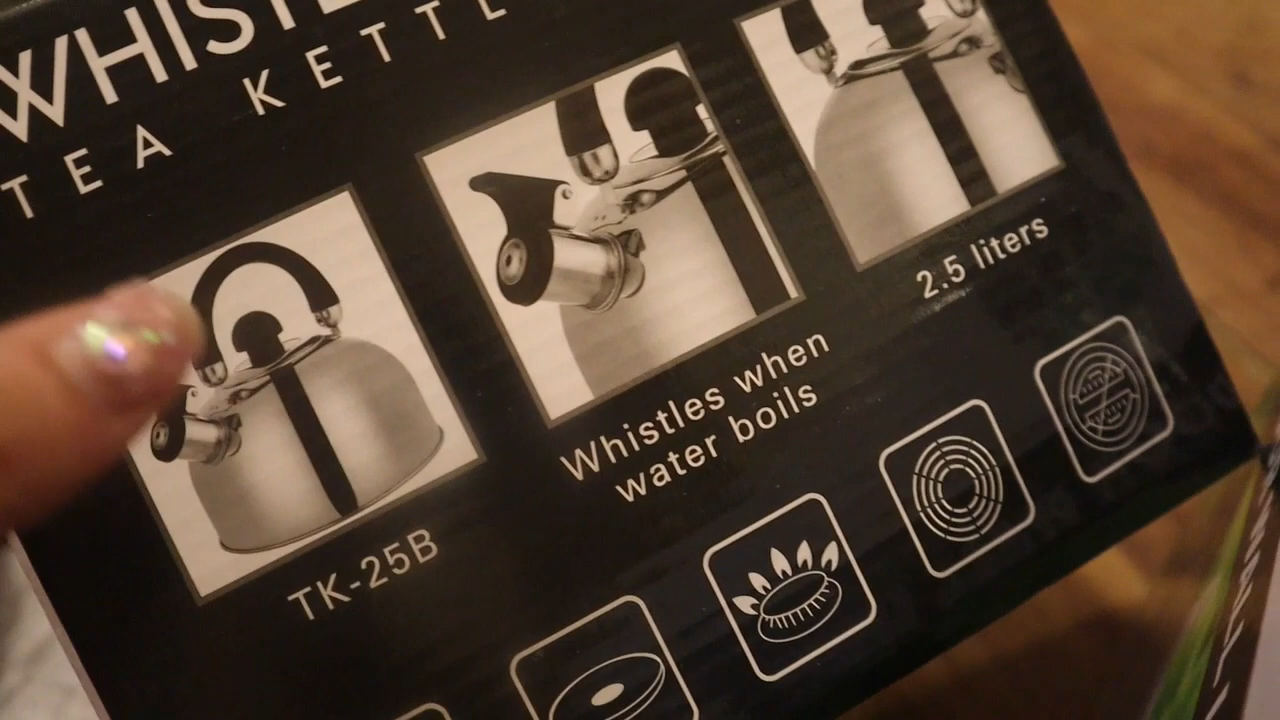 WHISTL
TEA KETTL
2.5 liters
Whistles when
water boils
TK-25B